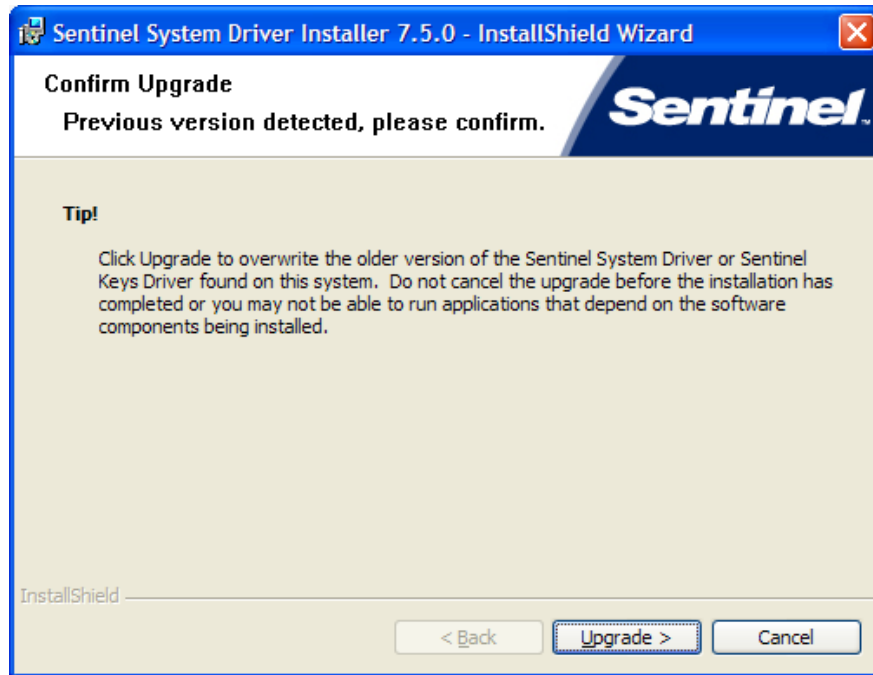 Sentinel System Driver Installer 7.5.0 - InstallShield Wizard
Confirm Upgrade
Previous version detected, please confirm.
Sentinel™
Tip!
Click Upgrade to overwrite the older version of the Sentinel System Driver or Sentinel
Keys Driver found on this system.  Do not cancel the upgrade before the installation has
completed or you may not be able to run applications that depend on the software
components being installed.
InstallShield
< Back
Upgrade >
Cancel